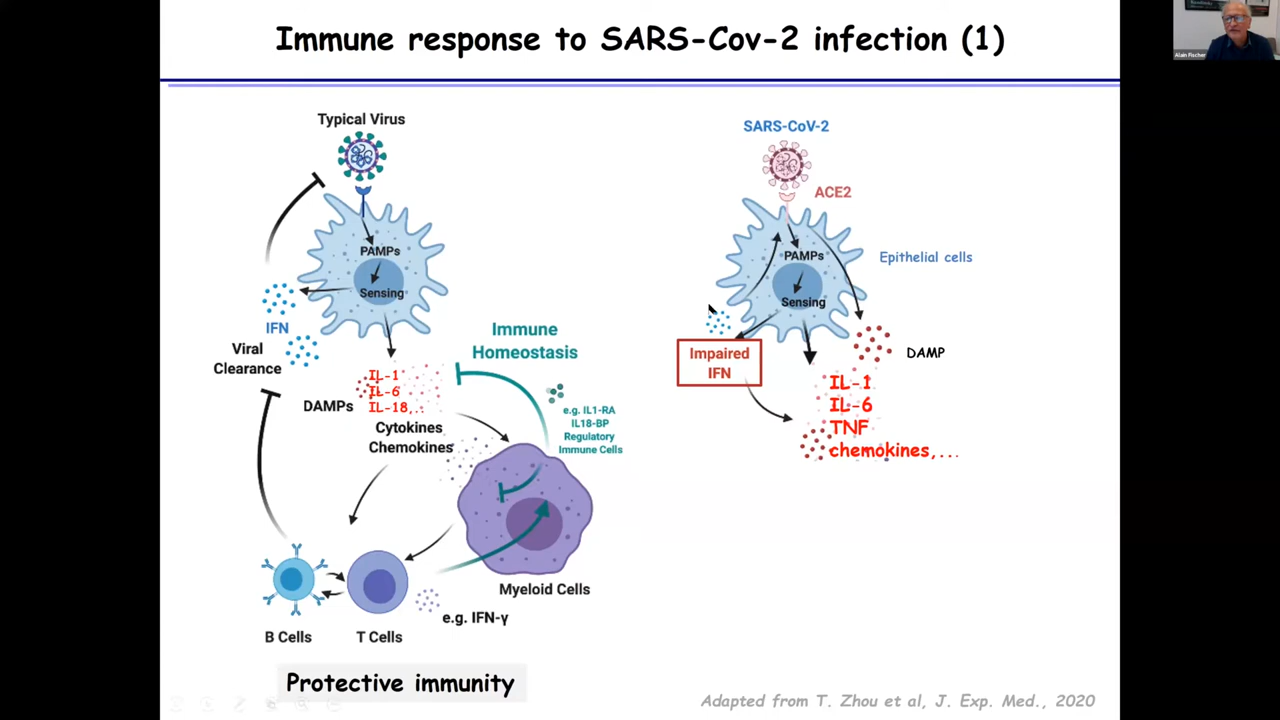 Immune response to SARS-Cov-2 infection (1)
Alain Fischer
Typical Virus
PAMPs
Sensing
IFN
Viral
Clearance
IL-1
IL-6
IL-18,..
DAMPs
Cytokines
Chemokines
Immune
Homeostasis
e.g. IL1-RA
IL18-BP
Regulatory
Immune Cells
Myeloid Cells
e.g. IFN-γ
B Cells
T Cells
Protective immunity
SARS-CoV-2
ACE2
PAMPs
Sensing
Epithelial cells
Impaired
IFN
DAMP
IL-1
IL-6
TNF
chemokines,...
Adapted from T. Zhou et al, J. Exp. Med., 2020